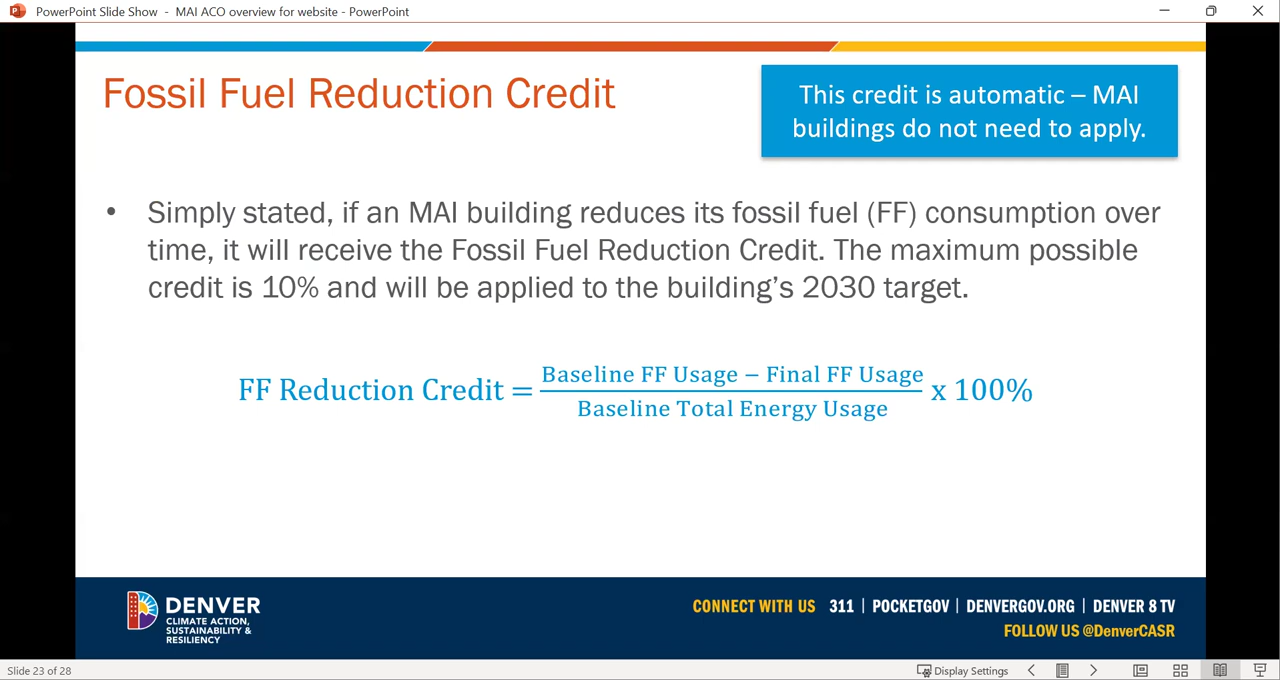 PowerPoint Slide Show - MAI ACO overview for website - PowerPoint
Fossil Fuel Reduction Credit
This credit is automatic – MAI
buildings do not need to apply.
• Simply stated, if an MAI building reduces its fossil fuel (FF) consumption over
time, it will receive the Fossil Fuel Reduction Credit. The maximum possible
credit is 10% and will be applied to the building's 2030 target.
Baseline FF Usage − Final FF Usage
FF Reduction Credit = x 100%
Baseline Total Energy Usage
DENVER
CLIMATE ACTION,
SUSTAINABILITY &
RESILIENCY
CONNECT WITH US 311 | POCKETGOV | DENVERGOV.ORG | DENVER 8 TV
FOLLOW US @DenverCASR
Slide 23 of 28
Display Settings